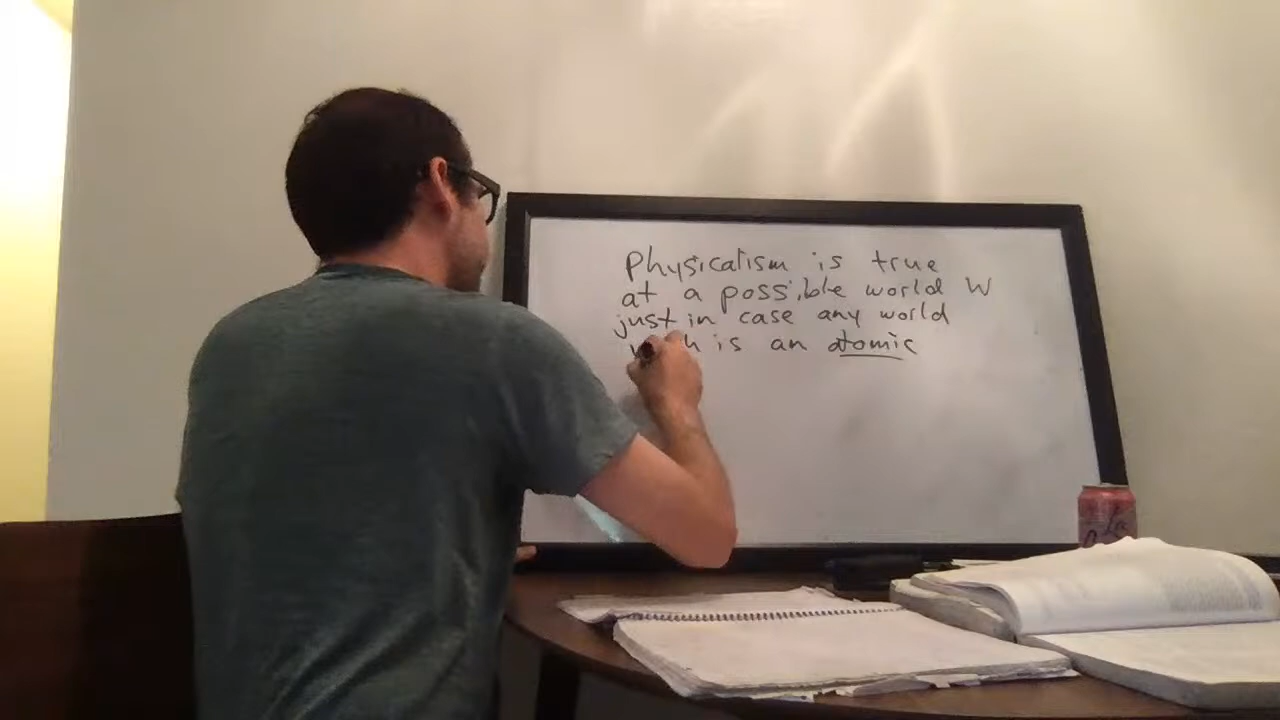 Physicalism is true
at a possible world W
just in case any world
is an atomic